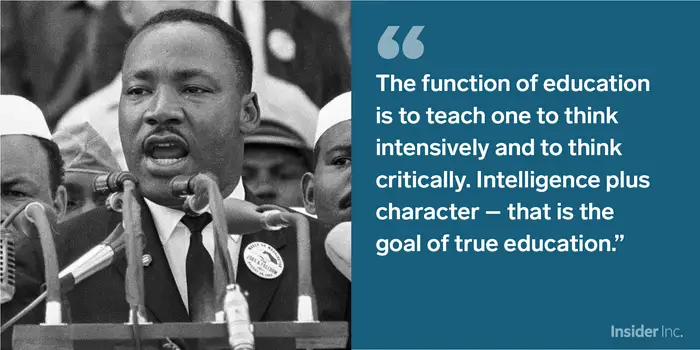 “
The function of education
is to teach one to think
intensively and to think
critically. Intelligence plus
character – that is the
goal of true education.”
Insider Inc.